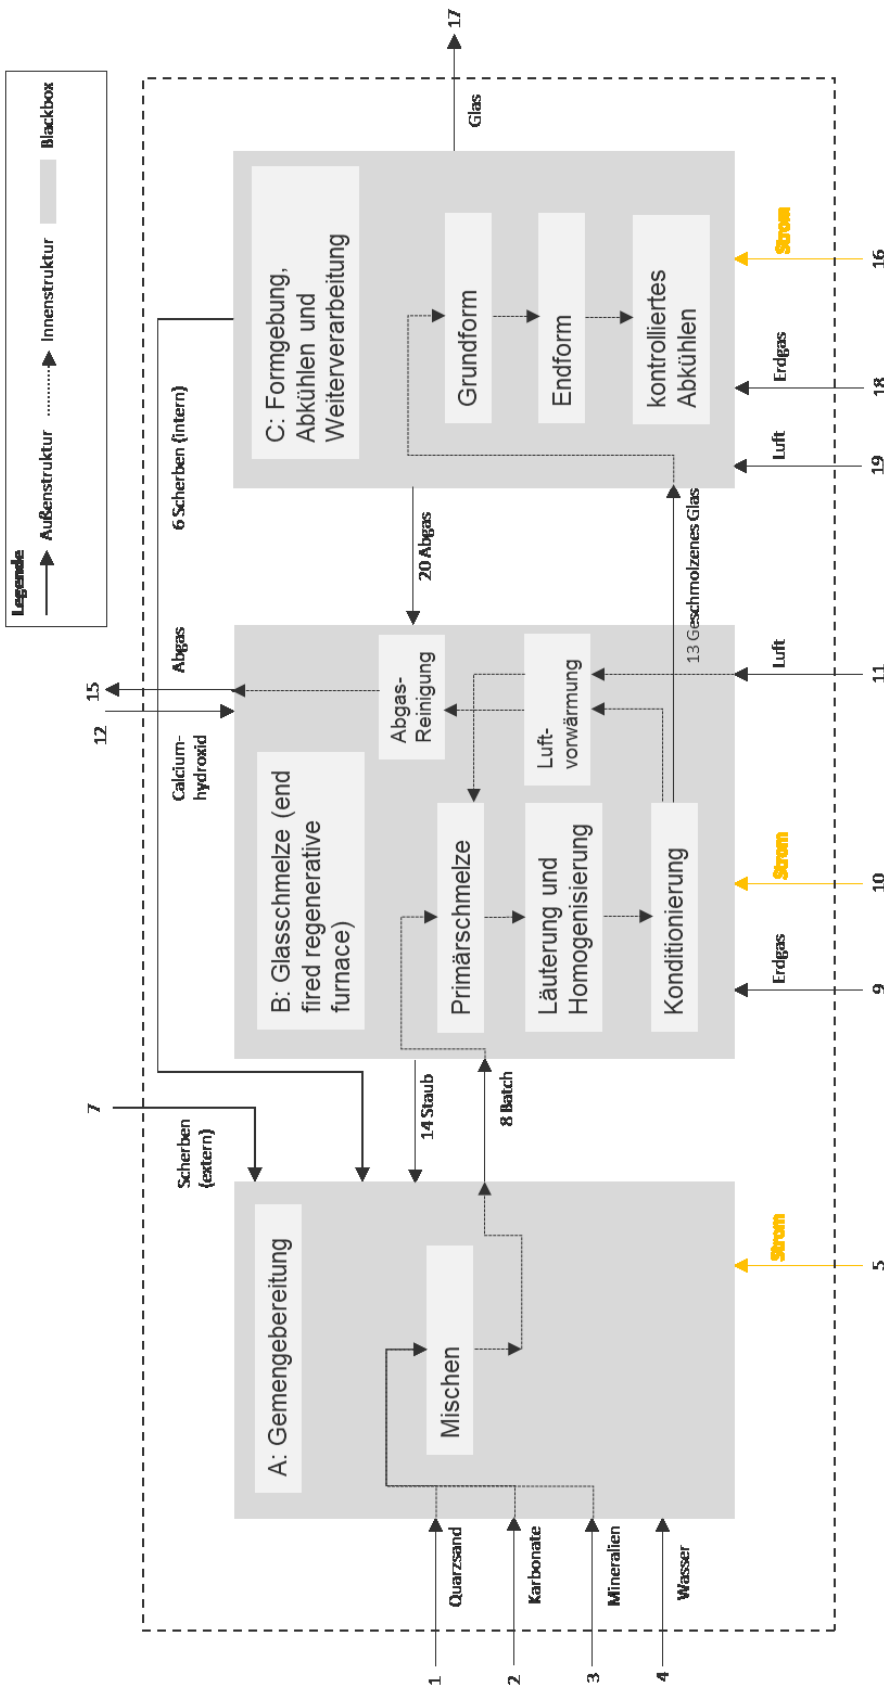 Legende
Außenstruktur
Innenstruktur
Blackbox
1
Quarzsand
2
Karbonate
3
Mineralien
4
Wasser
A: Gemengebereitung
Mischen
5
Strom
7
Scherben
(extern)
6 Scherben (intern)
14 Staub
8 Batch
B: Glasschmelze (end
fired regenerative
furnace)
Primärschmelze
Läuterung und
Homogenisierung
Konditionierung
Abgas-
Reinigung
Luft-
vorwärmung
12
Calcium-
hydroxid
15
Abgas
9
Erdgas
10
Strom
11
Luft
20 Abgas
13 Geschmolzenes Glas
C: Formgebung,
Abkühlen und
Weiterverarbeitung
Grundform
Endform
kontrolliertes
Abkühlen
19
Luft
18
Erdgas
16
Strom
Glas
17